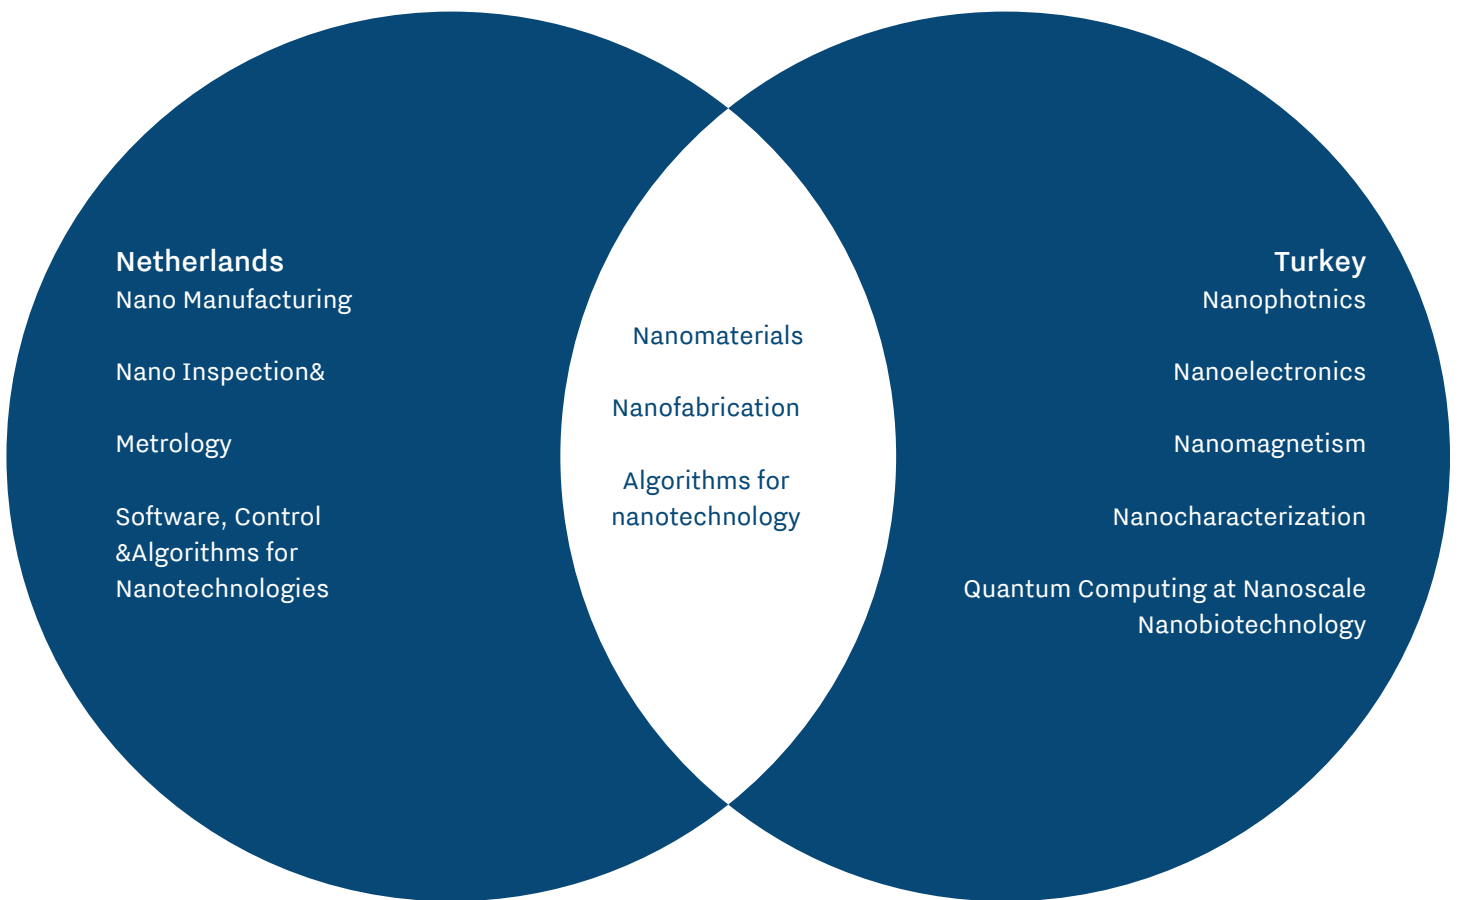 Netherlands
Nano Manufacturing
Nano Inspection&
Metrology
Software, Control
&Algorithms for
Nanotechnologies
Nanomaterials
Nanofabrication
Algorithms for
nanotechnology
Turkey
Nanophotnics
Nanoelectronics
Nanomagnetism
Nanocharacterization
Quantum Computing at Nanoscale
Nanobiotechnology